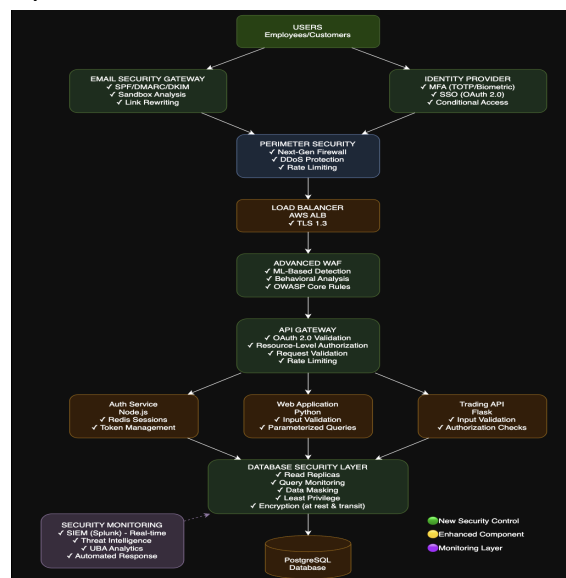 USERS
Employees/Customers
EMAIL SECURITY GATEWAY
✓ SPF/DMARC/DKIM
✓ Sandbox Analysis
✓ Link Rewriting
IDENTITY PROVIDER
✓ MFA (TOTP/Biometric)
✓ SSO (OAuth 2.0)
✓ Conditional Access
PERIMETER SECURITY
✓ Next-Gen Firewall
✓ DDoS Protection
✓ Rate Limiting
LOAD BALANCER
AWS ALB
✓ TLS 1.3
ADVANCED WAF
✓ ML-Based Detection
✓ Behavioral Analysis
✓ OWASP Core Rules
API GATEWAY
✓ OAuth 2.0 Validation
✓ Resource-Level Authorization
✓ Request Validation
✓ Rate Limiting
Auth Service
Node.js
✓ Redis Sessions
✓ Token Management
Web Application
Python
✓ Input Validation
✓ Parameterized Queries
Trading API
Flask
✓ Input Validation
✓ Authorization Checks
DATABASE SECURITY LAYER
✓ Read Replicas
✓ Query Monitoring
✓ Data Masking
✓ Least Privilege
✓ Encryption (at rest & transit)
SECURITY MONITORING
✓ SIEM (Splunk) - Real-time
✓ Threat Intelligence
✓ UBA Analytics
✓ Automated Response
PostgreSQL
Database
New Security Control
Enhanced Component
Monitoring Layer